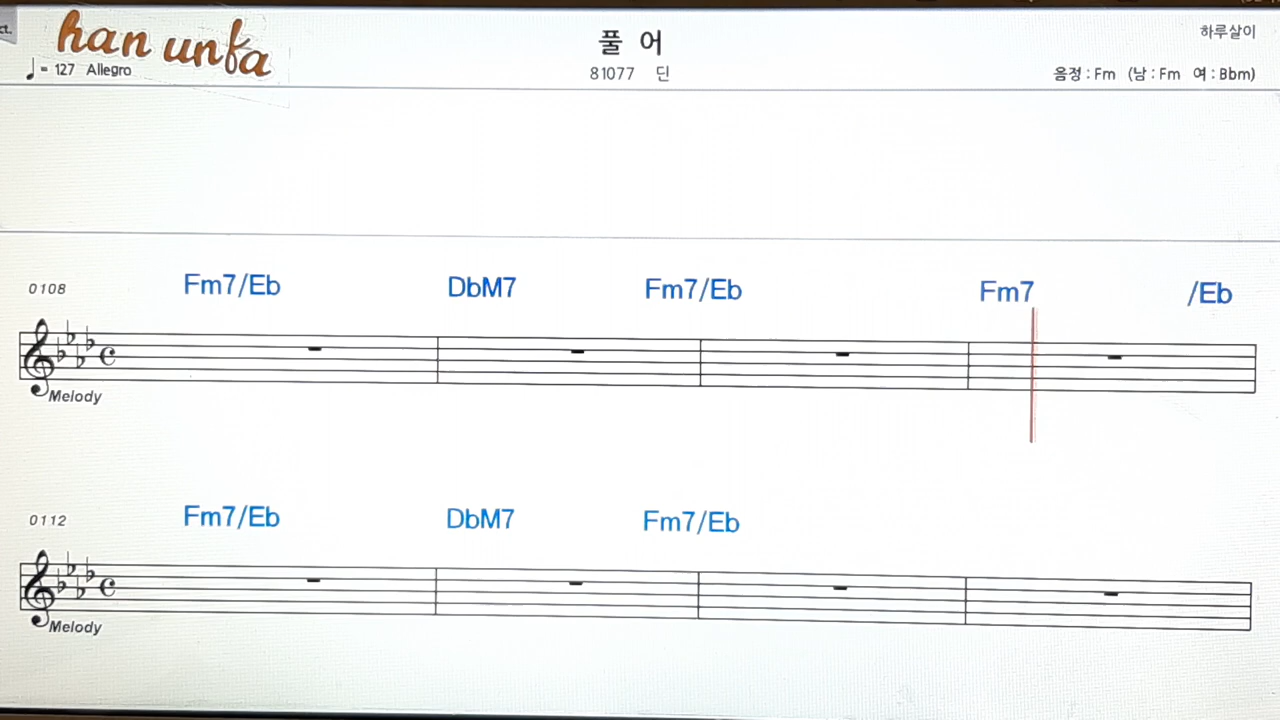 ct.
han unfa
풀 어
하루살이
♩= 127 Allegro
81077 딘
음정 : Fm (남 : Fm 여 : Bbm)
0108 Fm7/Eb DbM7 Fm7/Eb Fm7 /Eb
Melody
0112 Fm7/Eb DbM7 Fm7/Eb
Melody